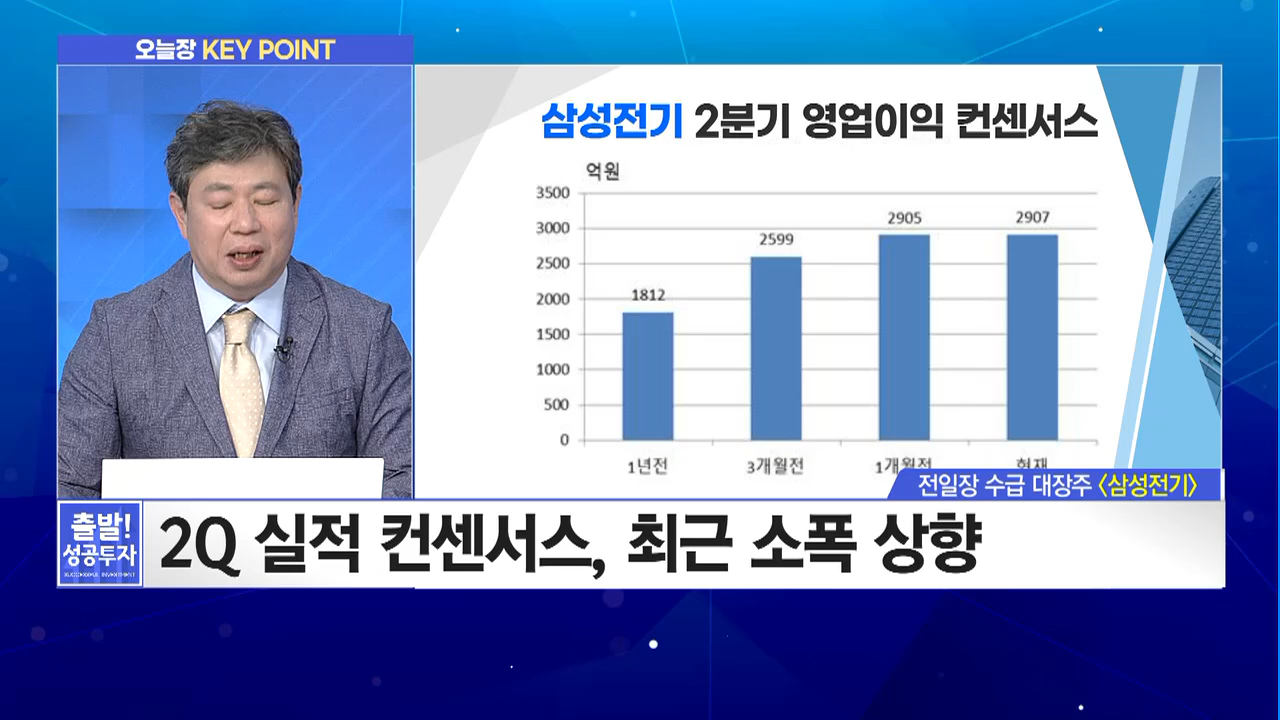 오늘장 KEY POINT
삼성전기 2분기 영업이익 컨센서스
억원
3500
3000
2500
2000
1500
1000
500
0
1812
2599
2905
2907
1년전
3개월전
1개월전
현재
전일장 수급 대장주 〈삼성전기〉
출발!
성공투자
SUCCESSFUL INVESTMENT
2Q 실적 컨센서스, 최근 소폭 상향